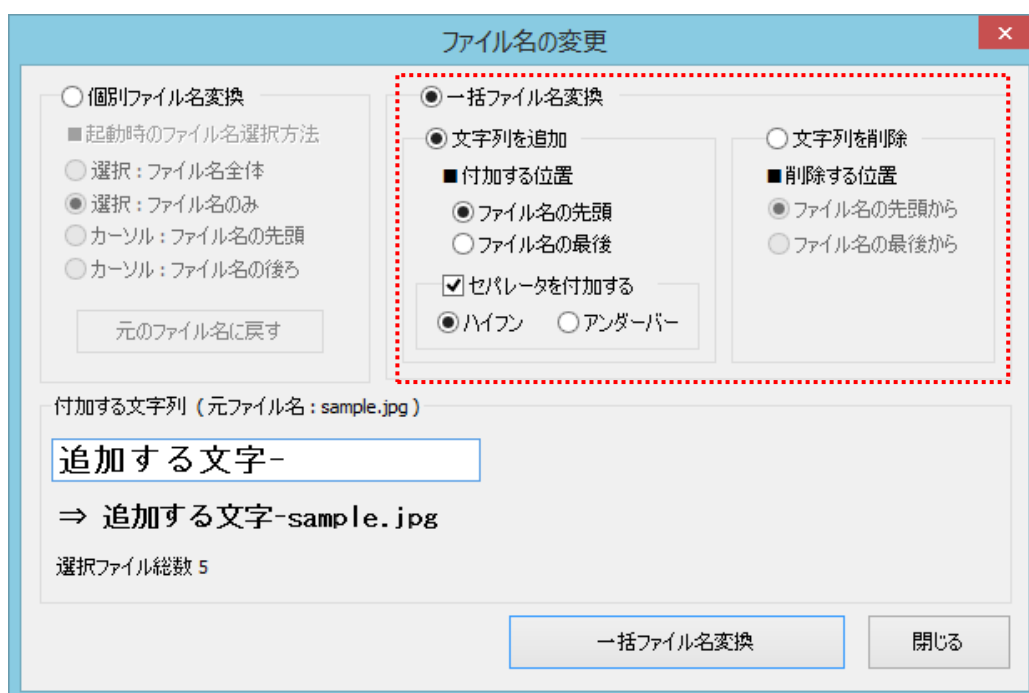 ファイル名の変更
個別ファイル名変換
■起動時のファイル名選択方法
選択：ファイル名全体
選択：ファイル名のみ
カーソル：ファイル名の先頭
カーソル：ファイル名の後ろ
元のファイル名に戻す
一括ファイル名変換
文字列を追加
■付加する位置
ファイル名の先頭
ファイル名の最後
セパレータを付加する
ハイフン
アンダーバー
文字列を削除
■削除する位置
ファイル名の先頭から
ファイル名の最後から
付加する文字列（元ファイル名：sample.jpg）
追加する文字-
⇒ 追加する文字-sample.jpg
選択ファイル総数 5
一括ファイル名変換
閉じる